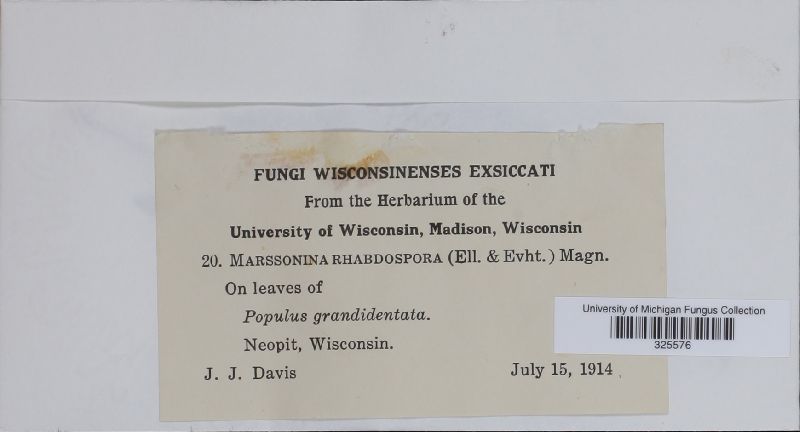 FUNGI WISCONSINENSES EXSICCATI
From the Herbarium of the
University of Wisconsin, Madison, Wisconsin
20. MARSSONINA RHABDOSPORA (Ell. & Evht.) Magn.
On leaves of
Populus grandidentata.
Neopit, Wisconsin.
J. J. Davis July 15, 1914
University of Michigan Fungus Collection
325576